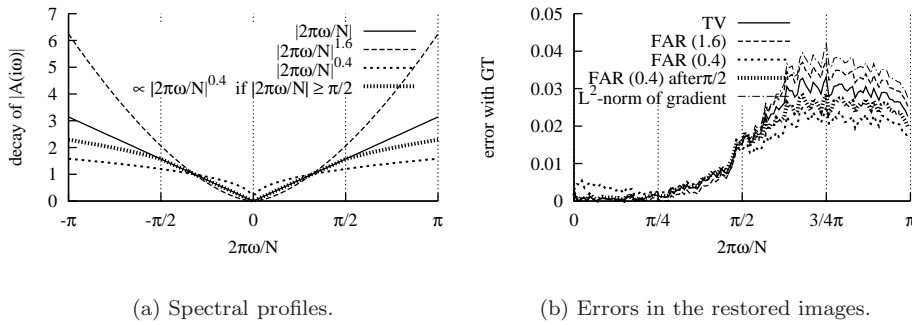 7
6
5
4
3
2
1
0
decay of |A(iω)|
|2πω/N|
|2πω/N|^1.6
|2πω/N|^0.4
∝ |2πω/N|^0.4 if |2πω/N| ≥ π/2
-π -π/2 0 π/2 π
2πω/N
(a) Spectral profiles.
0.05
0.04
0.03
0.02
0.01
0
error with GT
TV
FAR (1.6)
FAR (0.4)
FAR (0.4) afterπ/2
L^2-norm of gradient
0 π/4 π/2 3/4π π
2πω/N
(b) Errors in the restored images.